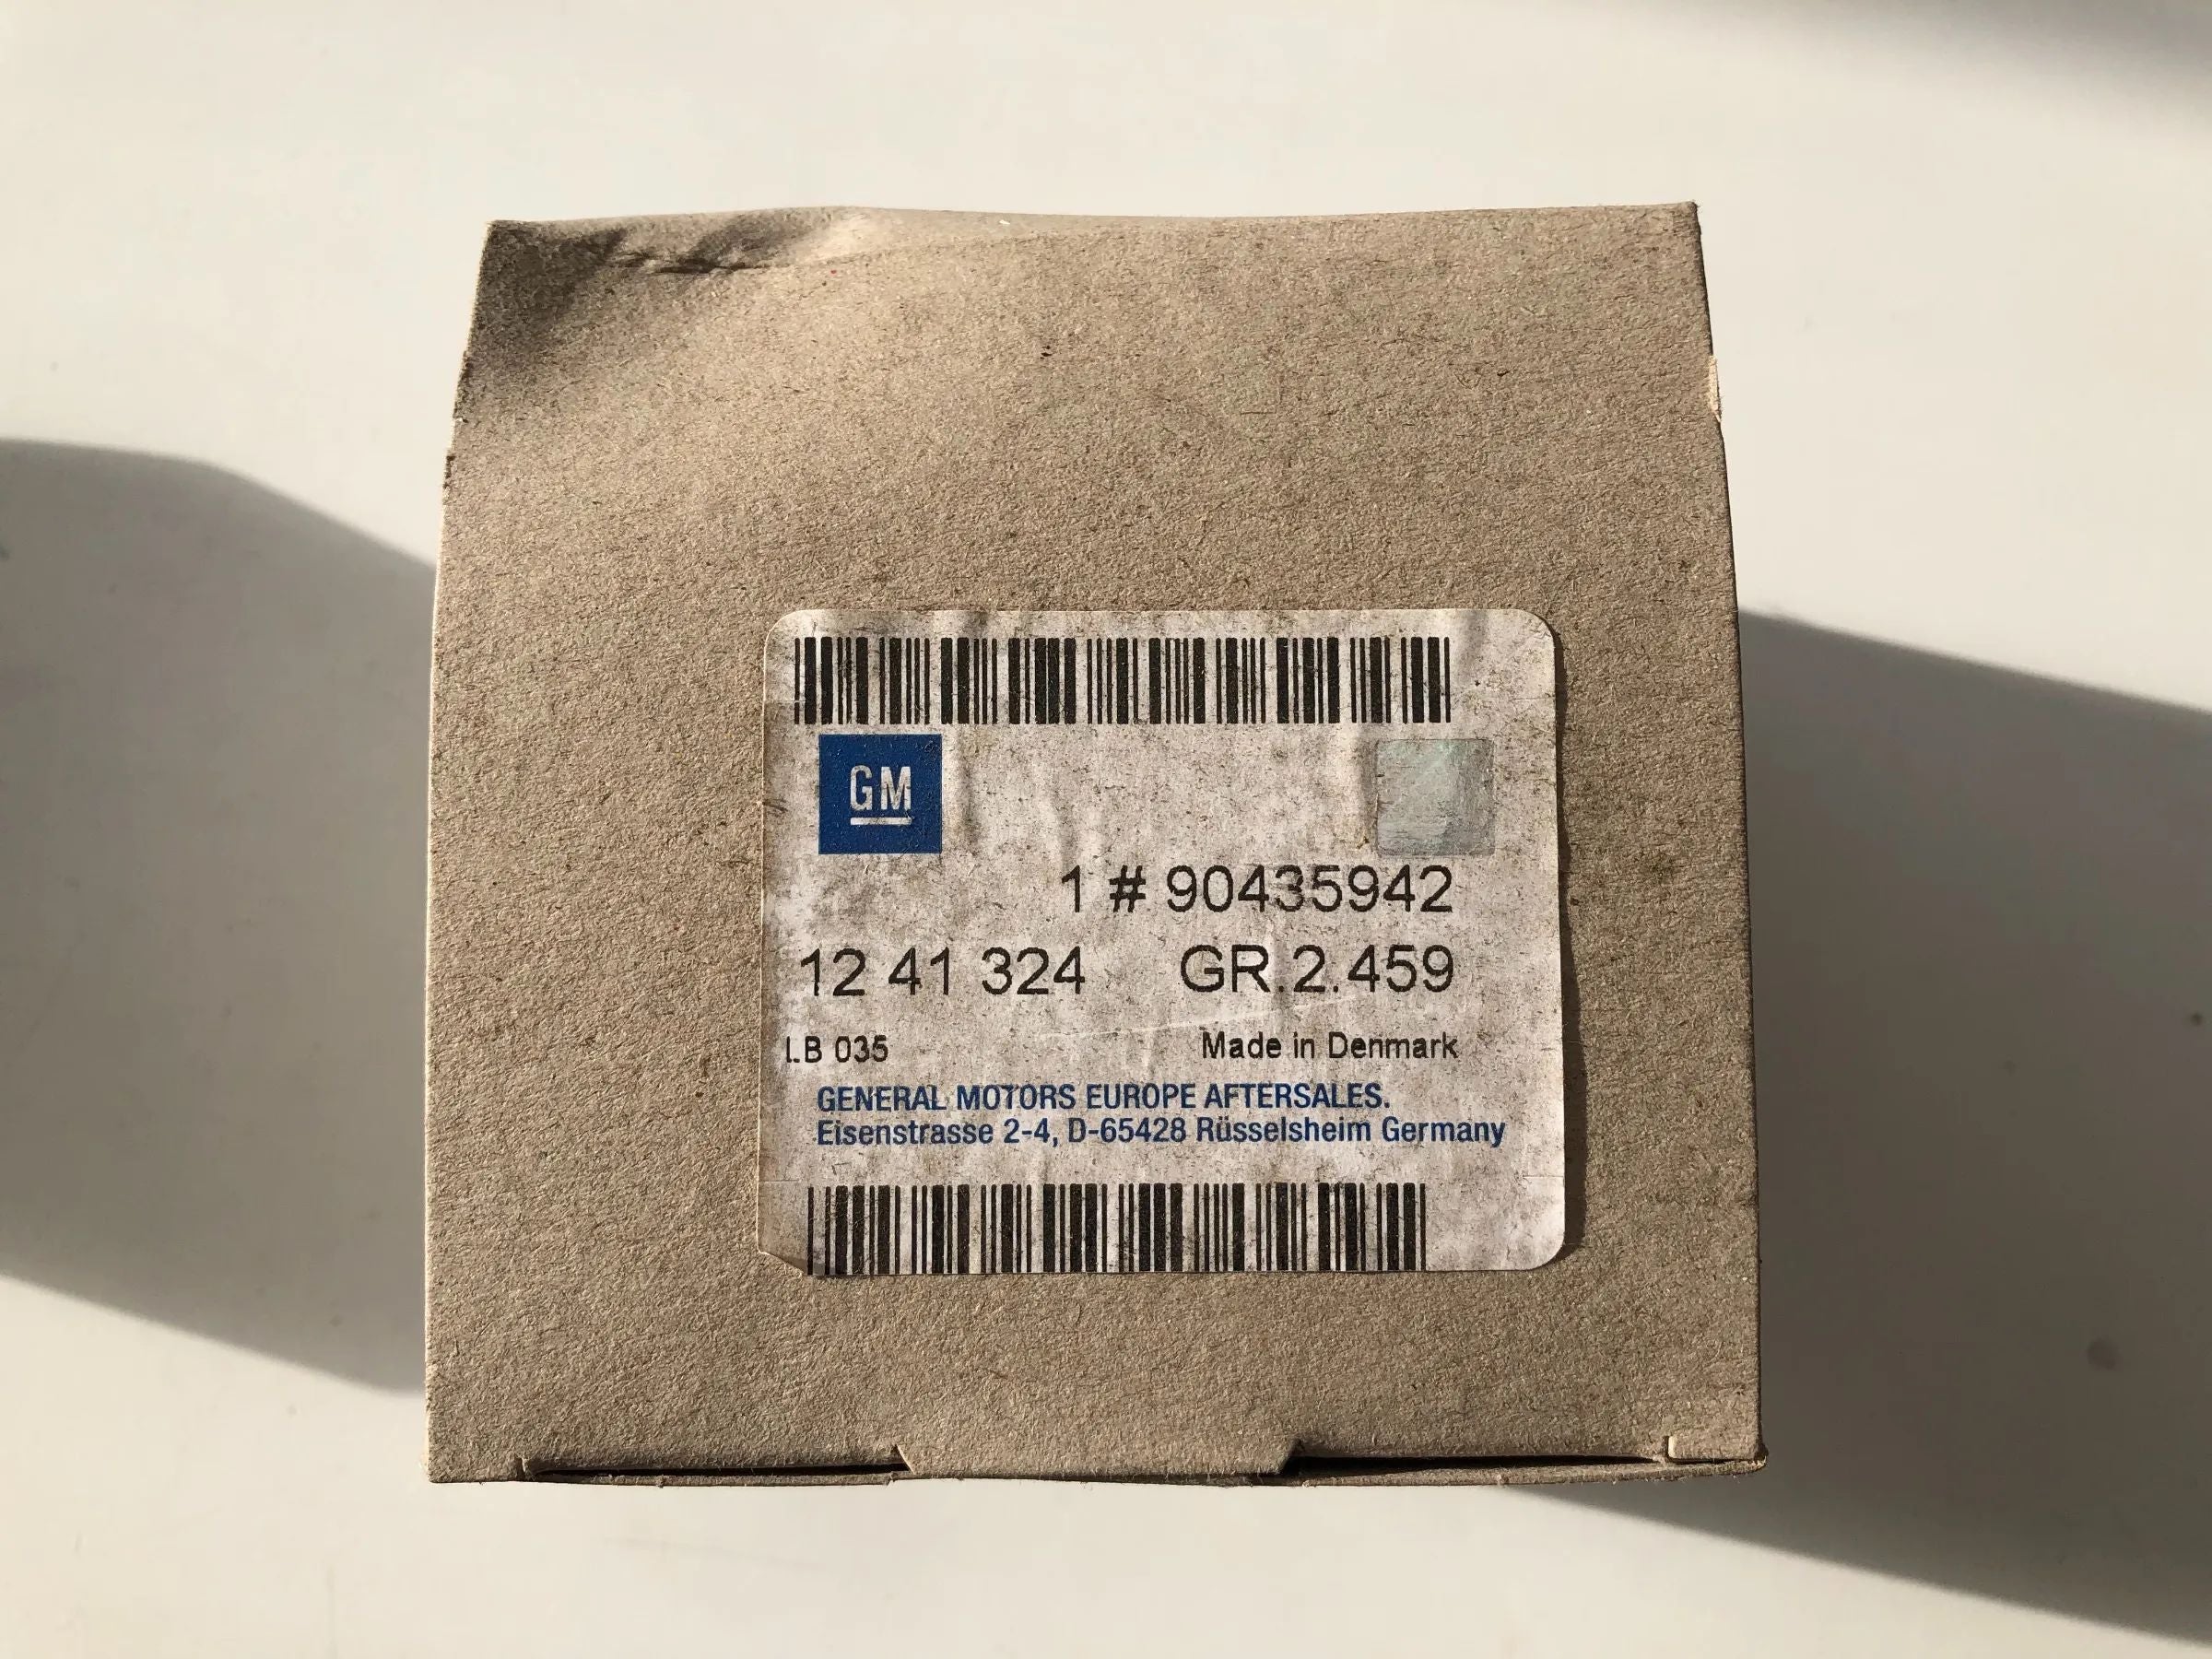 GM
1 # 90435942
12 41 324 GR.2.459
LB 035 Made in Denmark
GENERAL MOTORS EUROPE AFTERSALES.
Eisenstrasse 2-4, D-65428 Rüsselsheim Germany